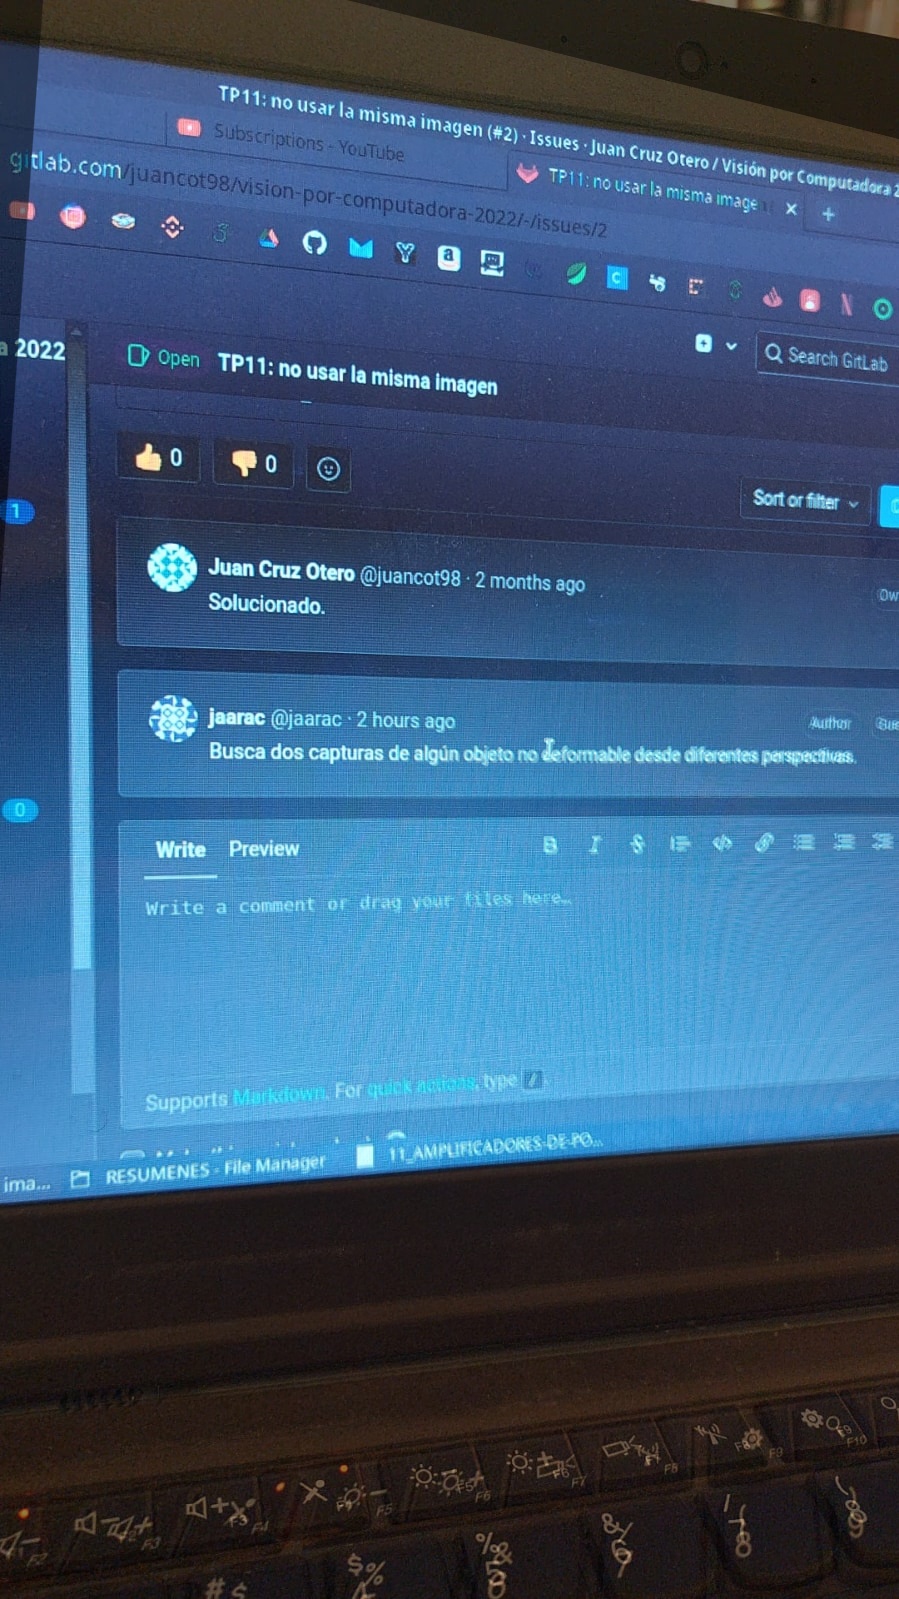 TP11: no usar la misma imagen (#2) · Issues · Juan Cruz Otero / Visión por Computadora 2
Subscriptions - YouTube
TP11: no usar la misma image
gitlab.com/juancot98/vision-por-computadora-2022/-/issues/2
a 2022
Open TP11: no usar la misma imagen
Search GitLab
0 0
Sort or filter
1
Juan Cruz Otero @juancot98 · 2 months ago
Ow
Solucionado.
jaarac @jaarac · 2 hours ago
Author
Busca dos capturas de algún objeto no deformable desde diferentes perspectivas.
0
Write Preview
B I S
Write a comment or drag your files here…
Supports Markdown. For quick actions, type /.
ima... RESUMENES - File Manager 11_AMPLIFICADORES-DE-PO...